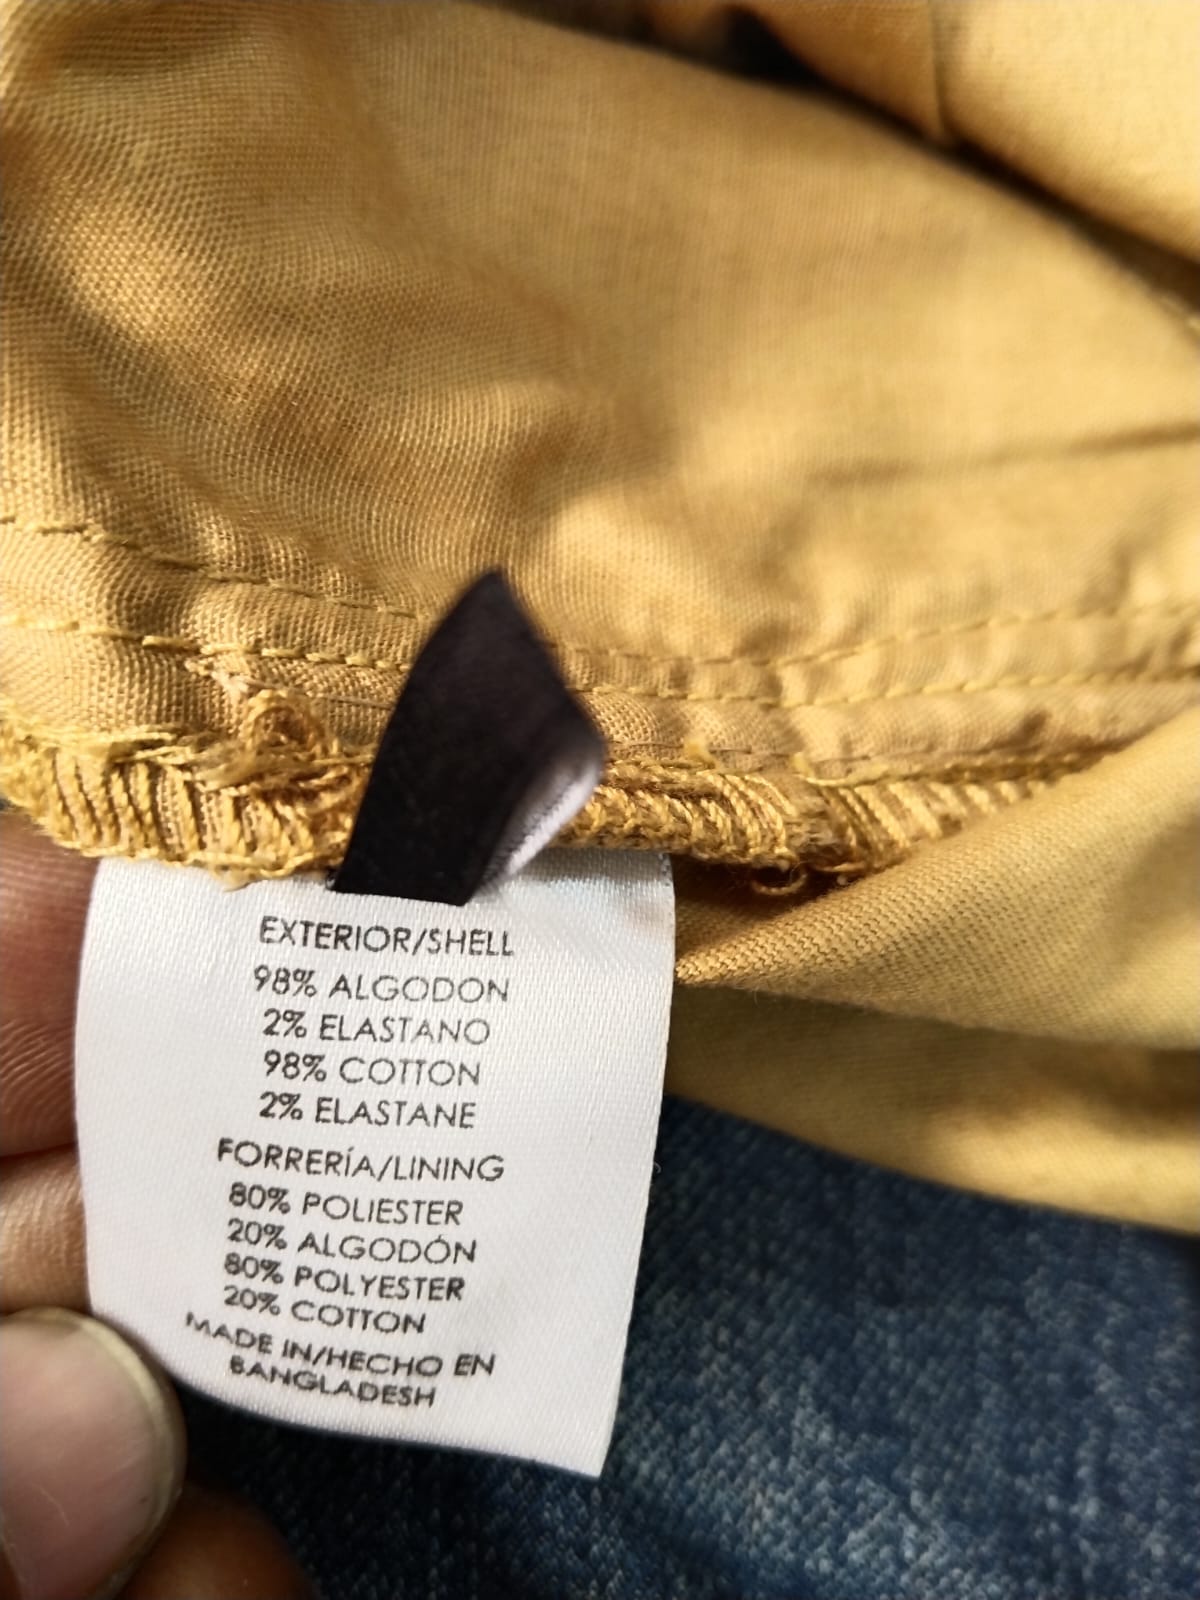 EXTERIOR/SHELL
98% ALGODON
2% ELASTANO
98% COTTON
2% ELASTANE
FORRERÍA/LINING
80% POLIESTER
20% ALGODÓN
80% POLYESTER
20% COTTON
MADE IN/HECHO EN
BANGLADESH